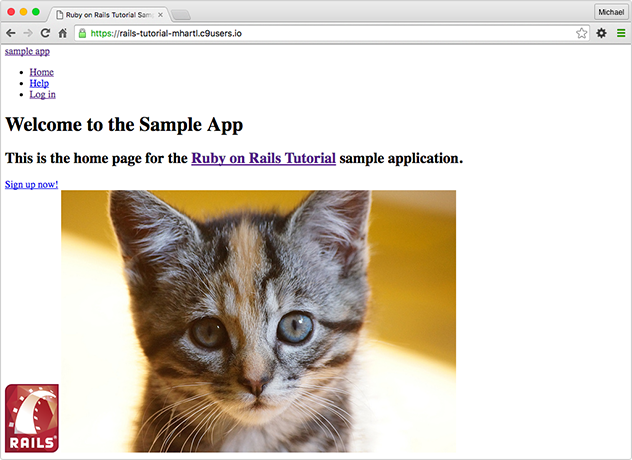 Ruby on Rails Tutorial Sam
Michael
https://rails-tutorial-mhartl.c9users.io
sample app
Home
Help
Log in
Welcome to the Sample App
This is the home page for the Ruby on Rails Tutorial sample application.
Sign up now!
RAILS